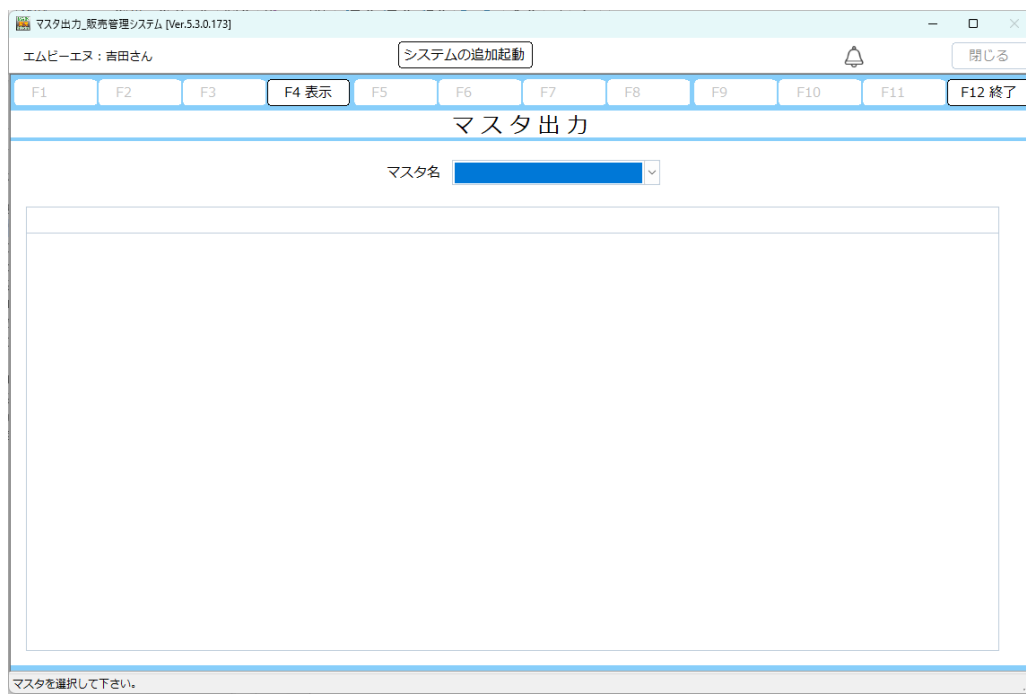 マスタ出力_販売管理システム [Ver.5.3.0.173]
エムビーエヌ：吉田さん
システムの追加起動
閉じる
F1 F2 F3 F4 表示 F5 F6 F7 F8 F9 F10 F11 F12 終了
マスタ出力
マスタ名
マスタを選択して下さい。